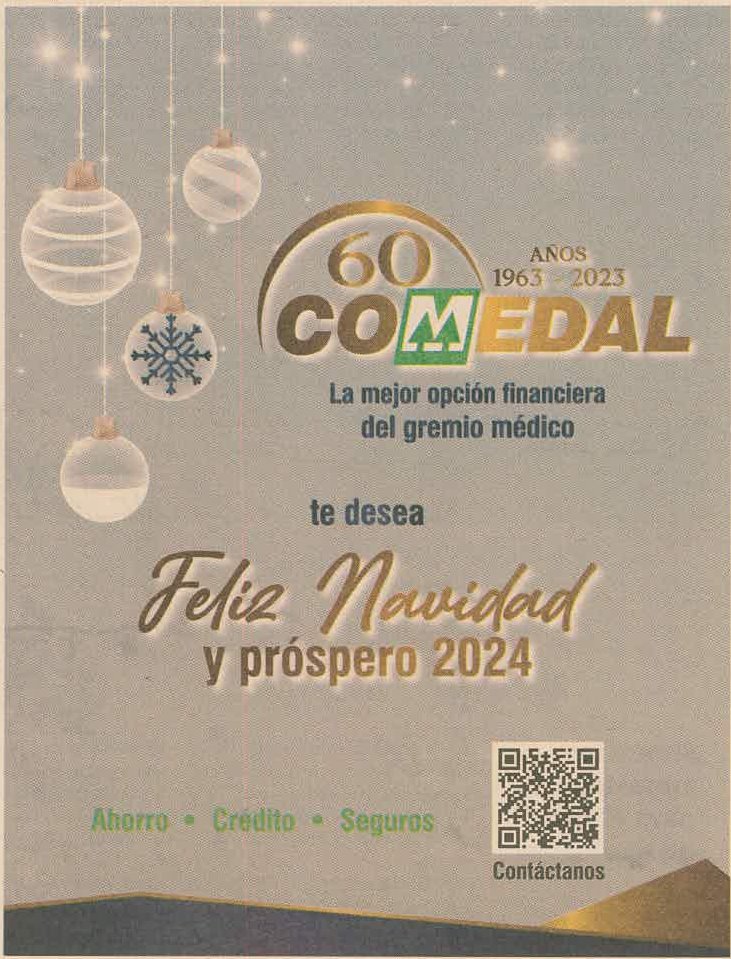 60
AÑOS
1963 - 2023
COMEDAL
La mejor opción financiera
del gremio médico
te desea
Feliz Navidad
y próspero 2024
Ahorro • Crédito • Seguros
Contáctanos